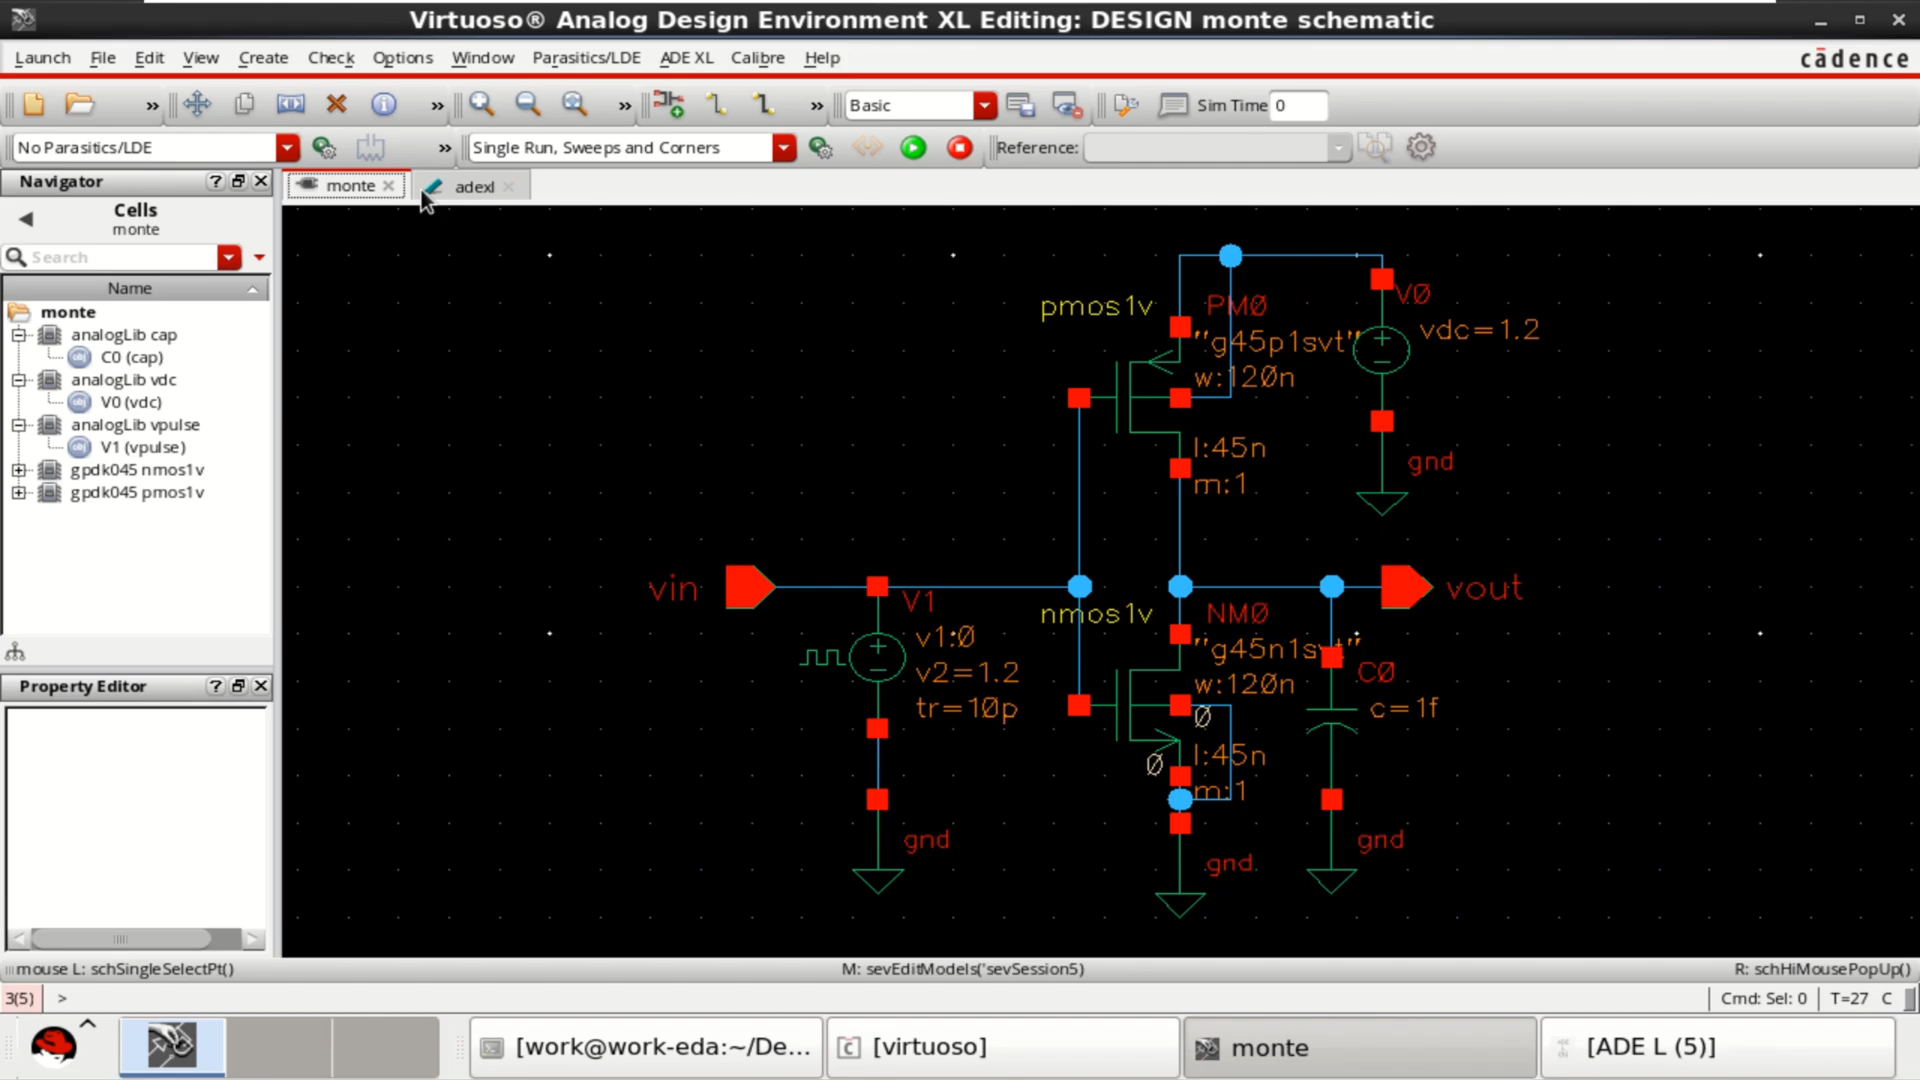 Virtuoso® Analog Design Environment XL Editing: DESIGN monte schematic
Launch File Edit View Create Check Options Window Parasitics/LDE ADE XL Calibre Help cādence
» » » » Basic Sim Time 0
No Parasitics/LDE » Single Run, Sweeps and Corners Reference:
Navigator ?
monte
adexl
Cells
monte
Search
Name
monte
analogLib cap
C0 (cap)
analogLib vdc
V0 (vdc)
analogLib vpulse
V1 (vpulse)
gpdk045 nmos1v
gpdk045 pmos1v
Property Editor ?
pmos1v PM0 V0
"g45p1svt" vdc=1.2
w:120n
l:45n
gnd
m:1
vin V1 vout
nmos1v NM0
v1:0
"g45n1svt"
v2=1.2 w:120n C0
tr=10p 0 c=1f
0 l:45n
m:1
gnd gnd gnd
mouse L: schSingleSelectPt() M: sevEditModels('sevSession5) R: schHiMousePopUp()
3(5) > Cmd: Sel: 0 T=27 C
[work@work-eda:~/De... [virtuoso] monte [ADE L (5)]